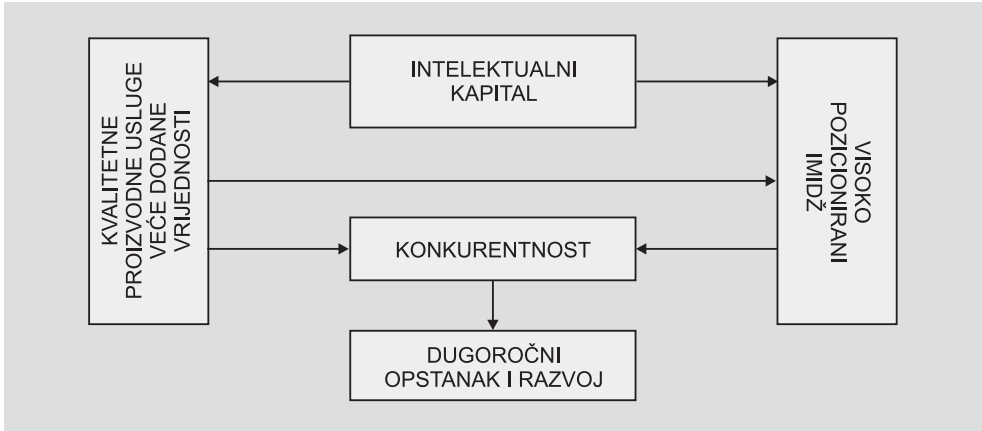 KVALITETNE
PROIZVODNE USLUGE
VEĆE DODANE
VRIJEDNOSTI
INTELEKTUALNI
KAPITAL
VISOKO
POZICIONIRANI
IMIDŽ
KONKURENTNOST
DUGOROČNI
OPSTANAK I RAZVOJ